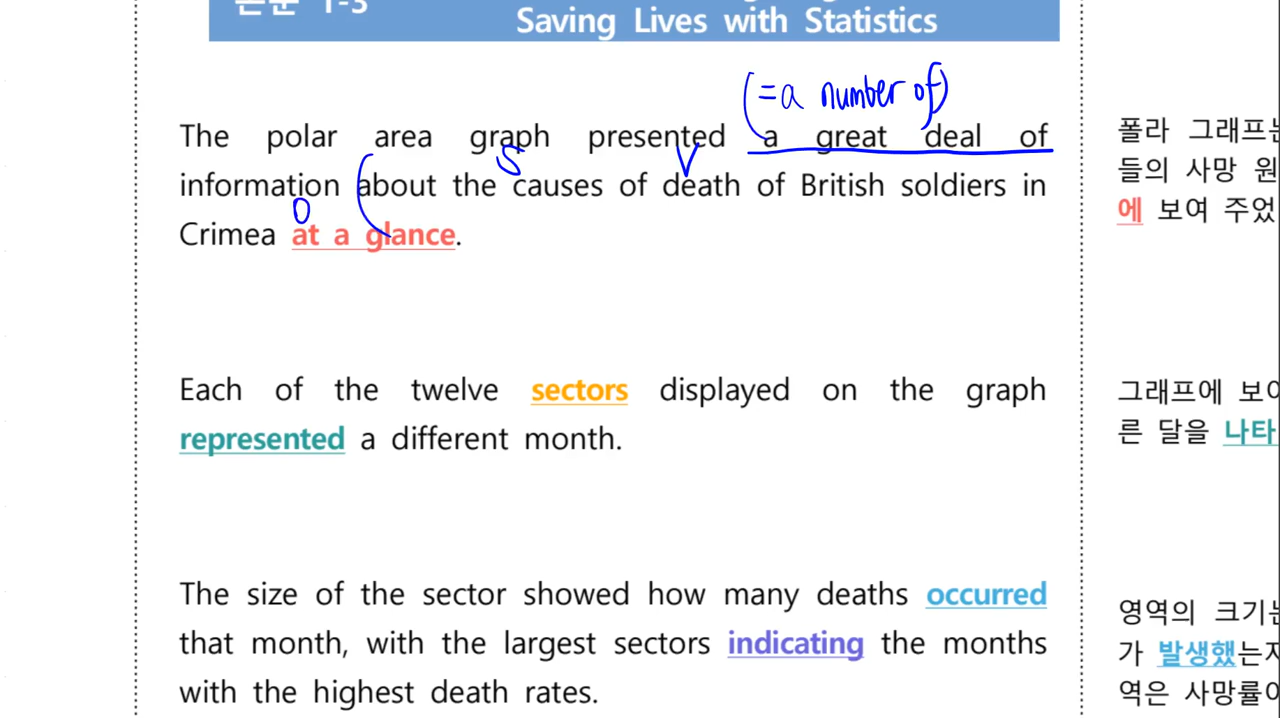 본문 1-3
Saving Lives with Statistics
(=a number of)
The polar area graph presented a great deal of
S V
information about the causes of death of British soldiers in
O
Crimea at a glance.
Each of the twelve sectors displayed on the graph
represented a different month.
The size of the sector showed how many deaths occurred
that month, with the largest sectors indicating the months
with the highest death rates.
폴라 그래프는
들의 사망 원
에 보여 주었
그래프에 보여
른 달을 나타
영역의 크기는
가 발생했는지
역은 사망률이